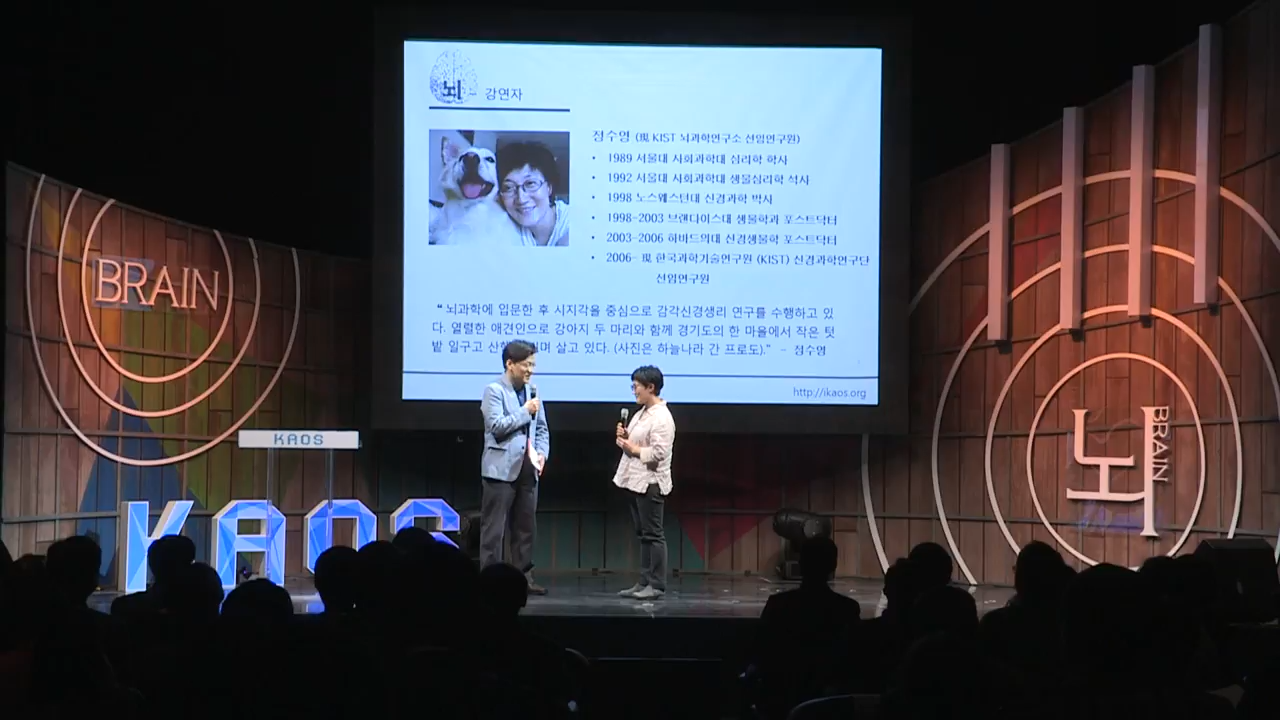 뇌 강연자
정수영 (現 KIST 뇌과학연구소 선임연구원)
• 1989 서울대 사회과학대 심리학 학사
• 1992 서울대 사회과학대 생물심리학 석사
• 1998 노스웨스턴대 신경과학 박사
• 1998-2003 브랜다이스대 생물학과 포스트닥터
• 2003-2006 하바드의대 신경생물학 포스트닥터
• 2006- 現 한국과학기술연구원 (KIST) 신경과학연구단
선임연구원
“ 뇌과학에 입문한 후 시지각을 중심으로 감각신경생리 연구를 수행하고 있
다. 열렬한 애견인으로 강아지 두 마리와 함께 경기도의 한 마을에서 작은 텃
밭 일구고 살고 있다. (사진은 하늘나라 간 프로도).” - 정수영
http://ikaos.org
BRAIN
KAOS
KAOS
뇌
BRAIN